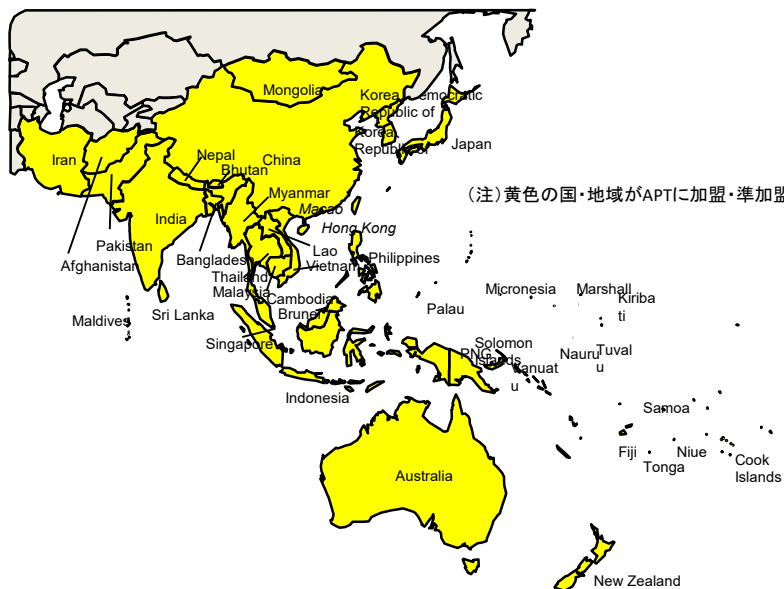 Mongolia
Korea, Democratic
Republic of
Korea,
Republic of
Japan
Iran
Nepal
China
Bhutan
Myanmar
(注)黄色の国・地域がAPTに加盟・準加盟
India
Macao
Hong Kong
Pakistan
Afghanistan
Bangladesh
Lao
Vietnam
Philippines
Thailand
Malaysia
Cambodia
Brunei
Maldives
Sri Lanka
Singapore
Indonesia
Palau
Micronesia
Marshall
Kiriba
ti
PNG
Solomon
Islands
Vanuat
u
Nauru
Tuval
u
Samoa
Fiji
Tonga
Niue
Cook
Islands
Australia
New Zealand